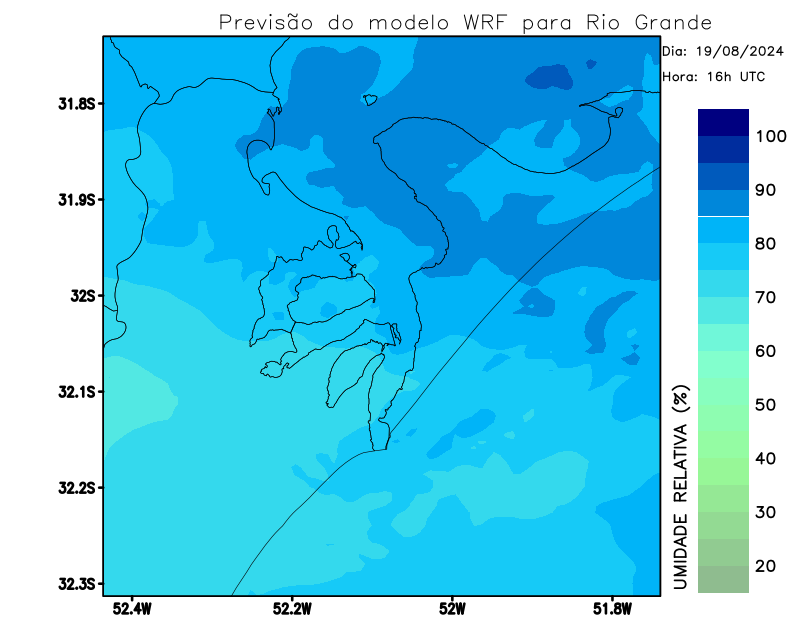 Previsão do modelo WRF para Rio Grande
Dia: 19/08/2024
Hora: 16h UTC
31.8S
31.9S
32S
32.1S
32.2S
32.3S
52.4W
52.2W
52W
51.8W
100
90
80
70
60
50
40
30
20
UMIDADE RELATIVA (%)